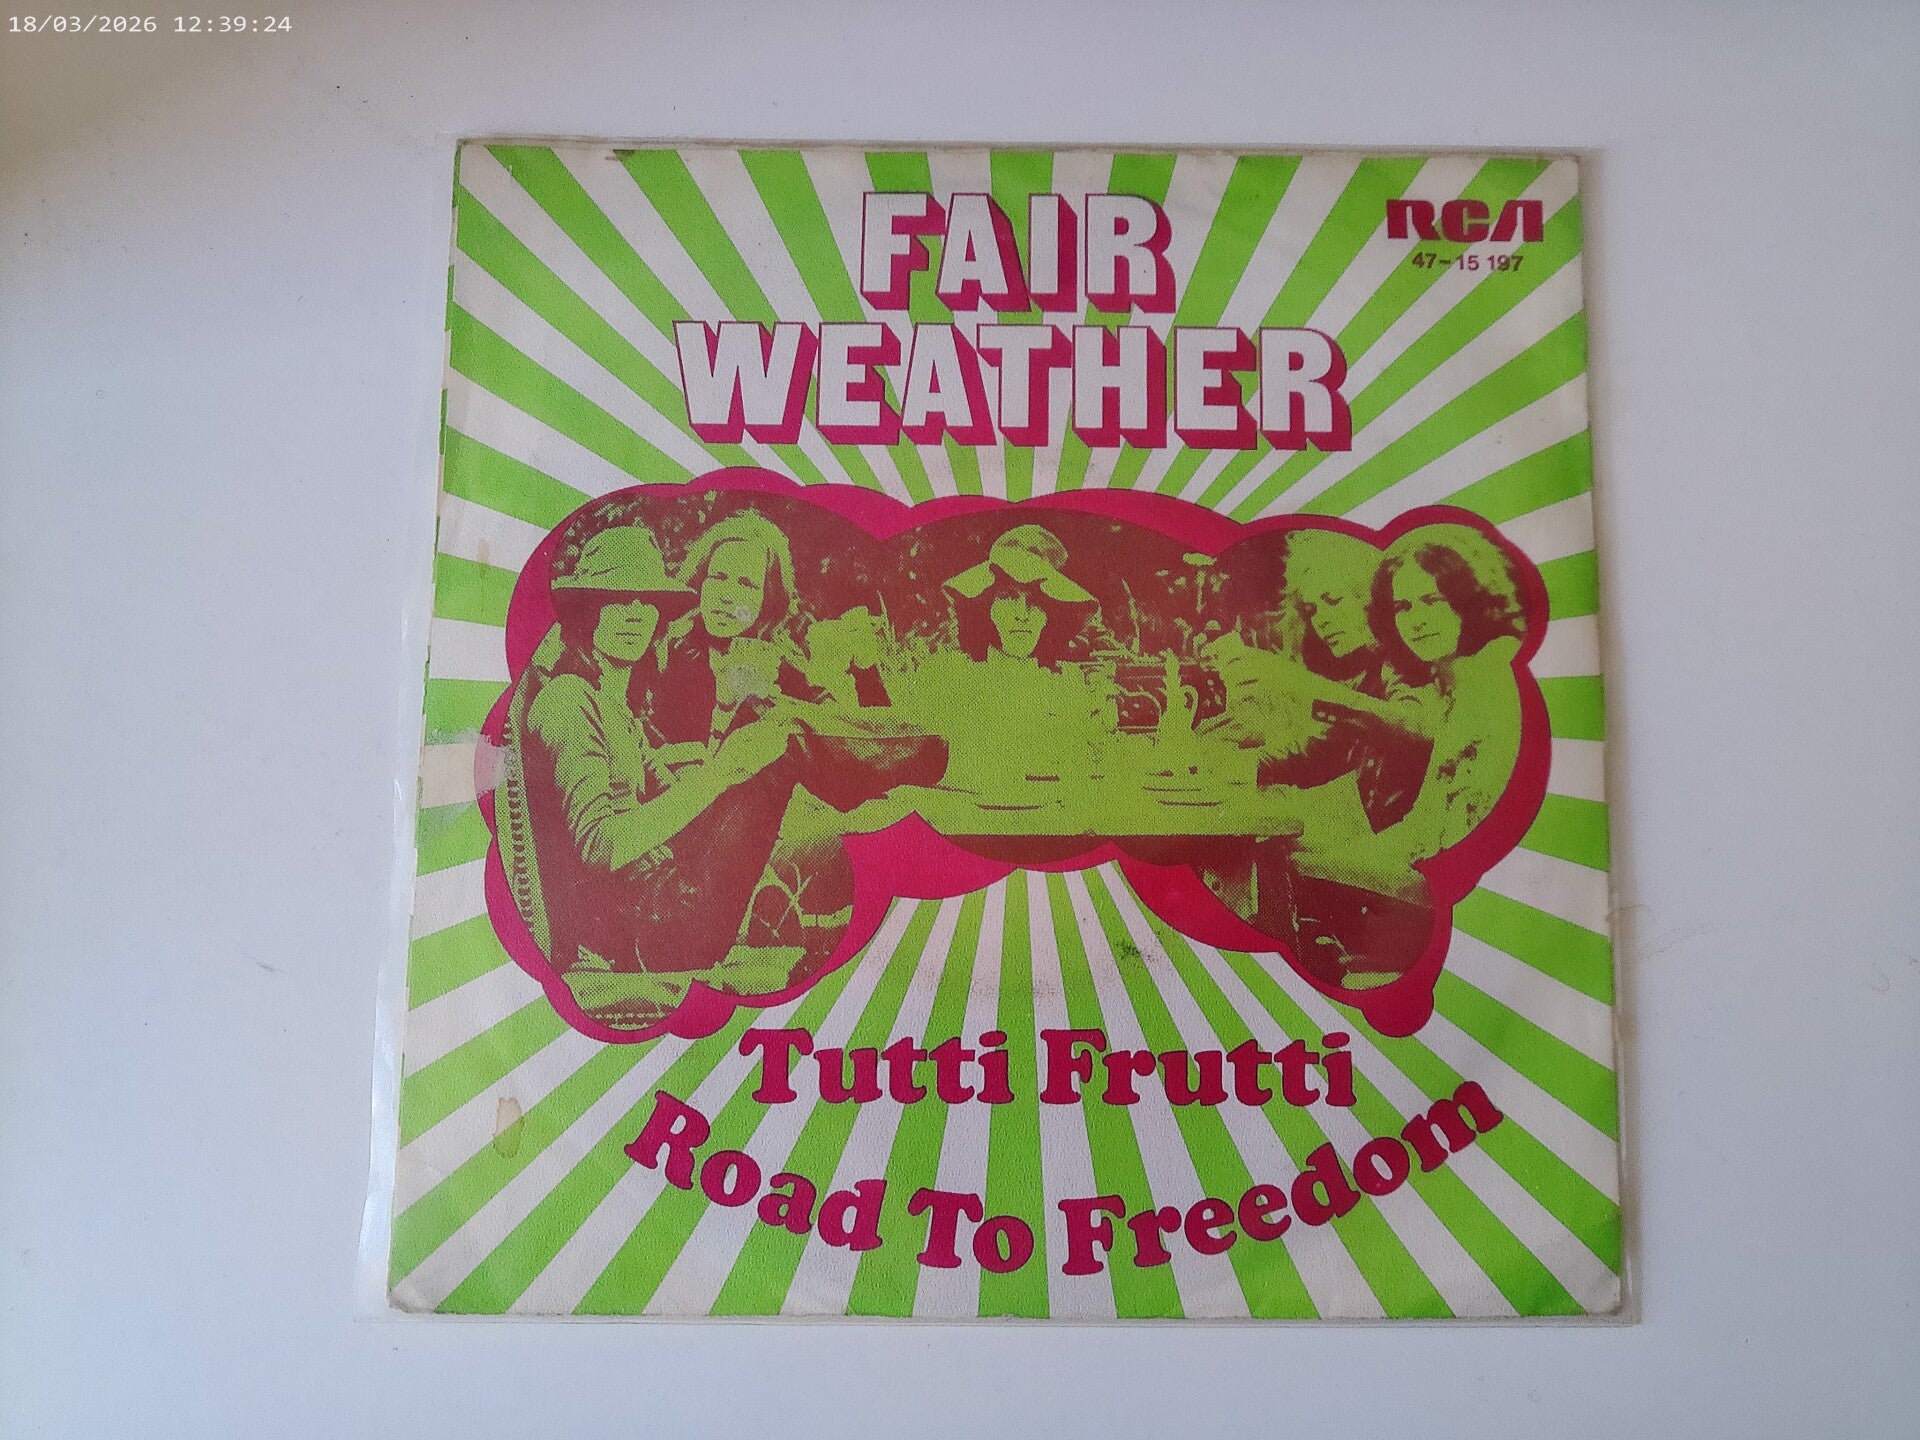 18/03/2026 12:39:24
FAIR
WEATHER
RCA
47-15 197
Tutti Frutti
Road To Freedom